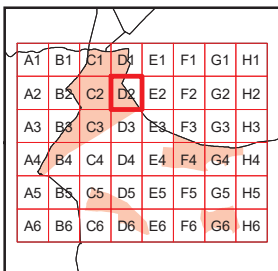 A1 B1 C1 D1 E1 F1 G1 H1
A2 B2 C2 D2 E2 F2 G2 H2
A3 B3 C3 D3 E3 F3 G3 H3
A4 B4 C4 D4 E4 F4 G4 H4
A5 B5 C5 D5 E5 F5 G5 H5
A6 B6 C6 D6 E6 F6 G6 H6